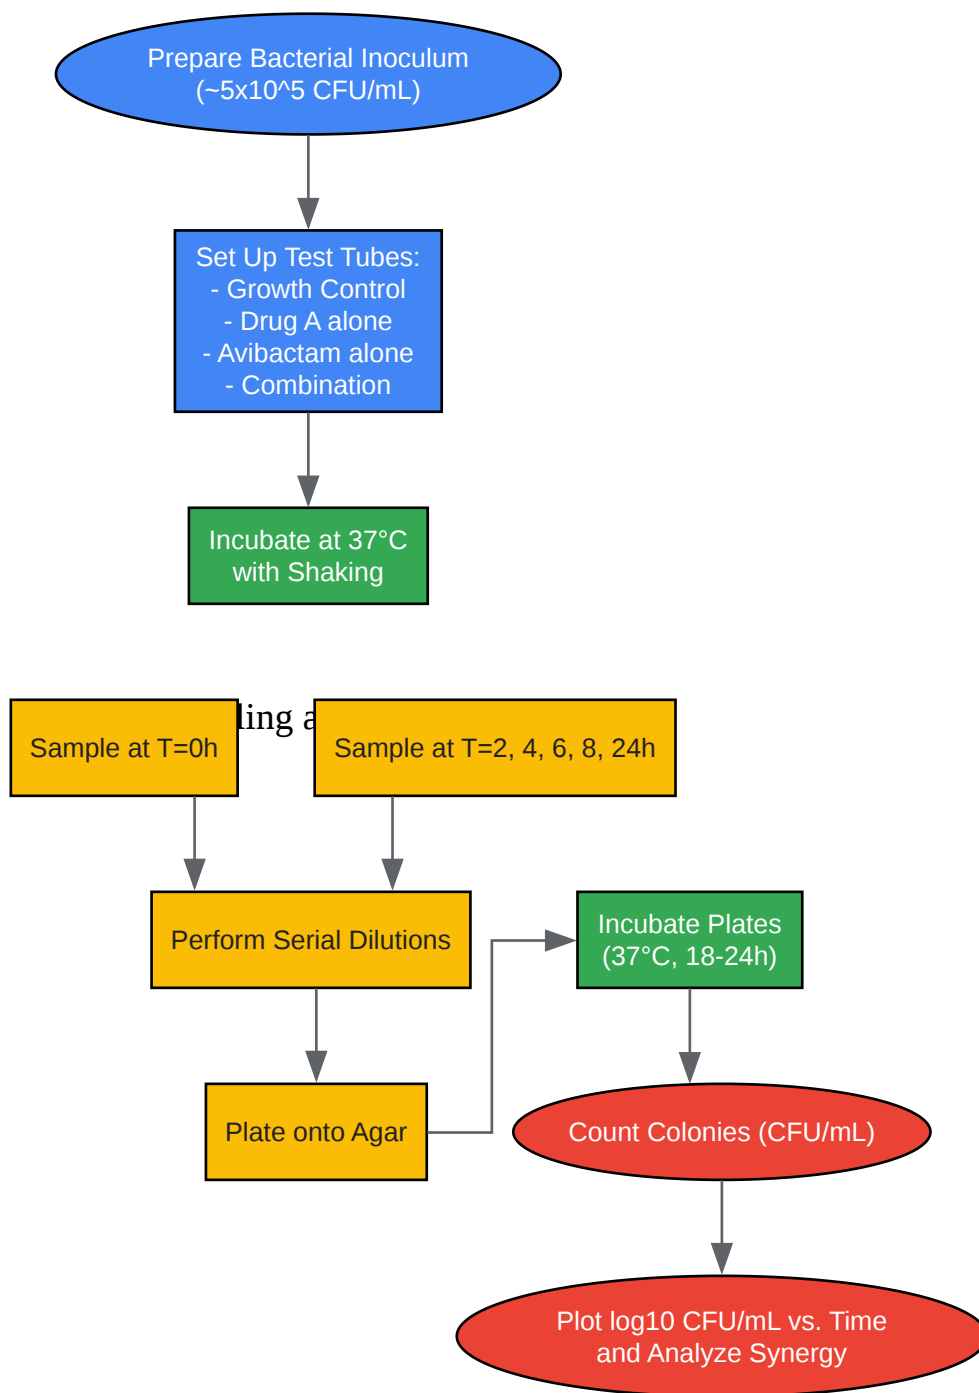 Prepare Bacterial Inoculum
(~5x10^5 CFU/mL)
Set Up Test Tubes:
- Growth Control
- Drug A alone
- Avibactam alone
- Combination
Incubate at 37°C
with Shaking
Sample at T=0h
Sample at T=2, 4, 6, 8, 24h
Perform Serial Dilutions
Incubate Plates
(37°C, 18-24h)
Plate onto Agar
Count Colonies (CFU/mL)
Plot log10 CFU/mL vs. Time
and Analyze Synergy